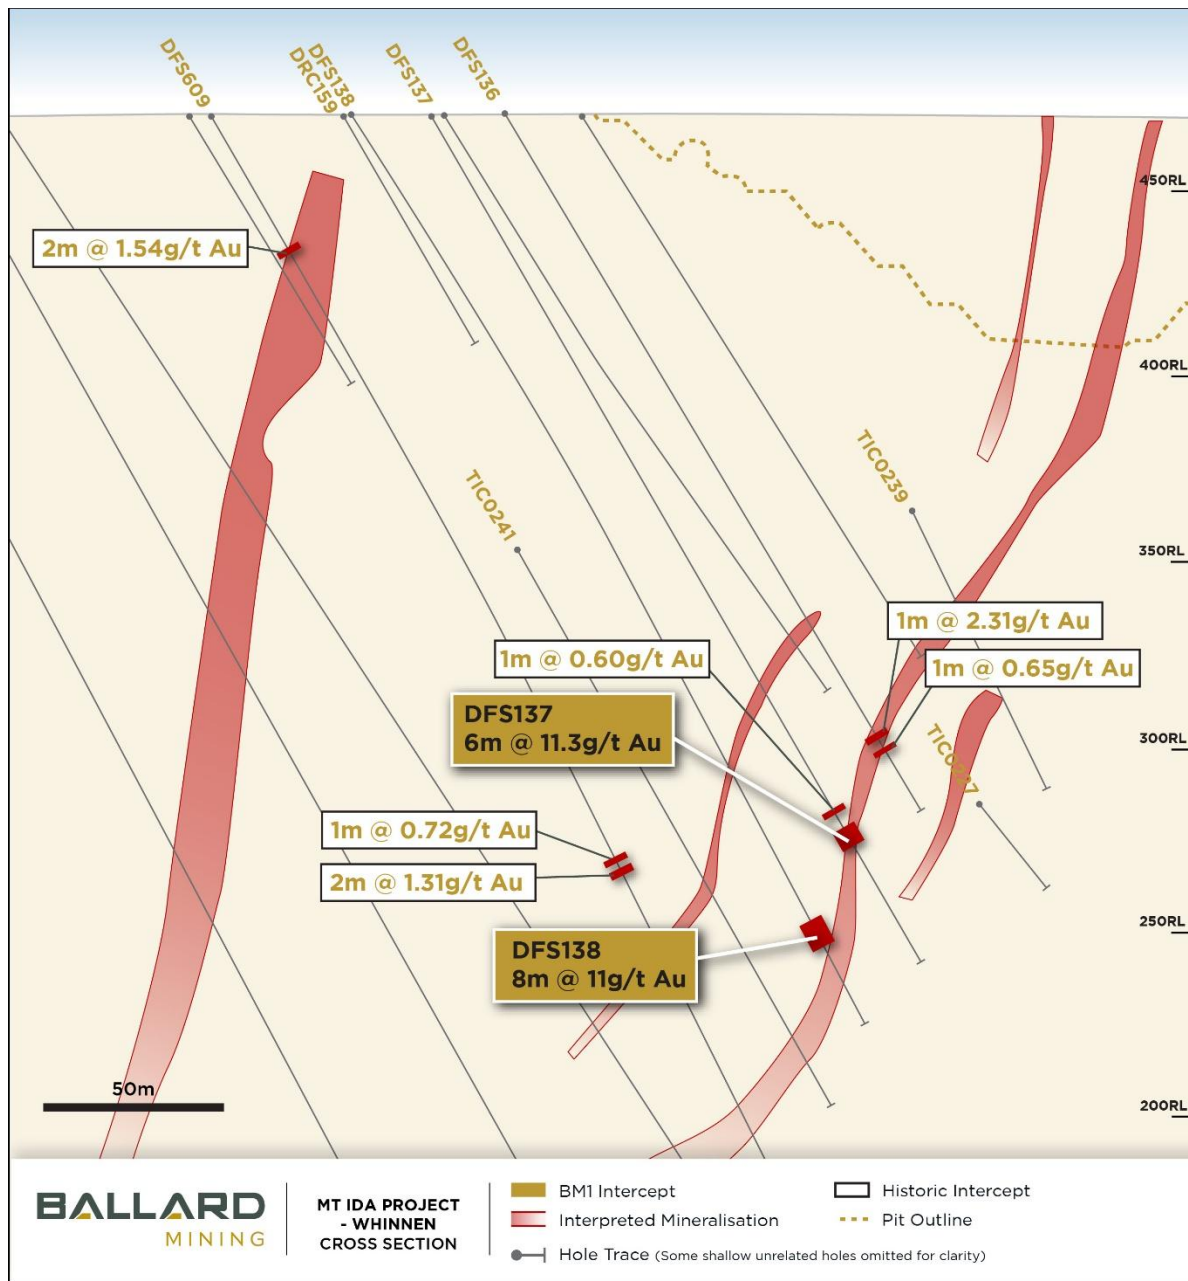 DFS609
DFS138
DRC159
DFS137
DFS136
450RL
2m @ 1.54g/t Au
400RL
TIC0239
TIC0241
350RL
1m @ 2.31g/t Au
1m @ 0.60g/t Au
1m @ 0.65g/t Au
DFS137
6m @ 11.3g/t Au
300RL
TIC0227
1m @ 0.72g/t Au
2m @ 1.31g/t Au
250RL
DFS138
8m @ 11g/t Au
50m
200RL
BALLARD
MINING
MT IDA PROJECT
- WHINNEN
CROSS SECTION
BM1 Intercept
Historic Intercept
Interpreted Mineralisation
Pit Outline
Hole Trace (Some shallow unrelated holes omitted for clarity)